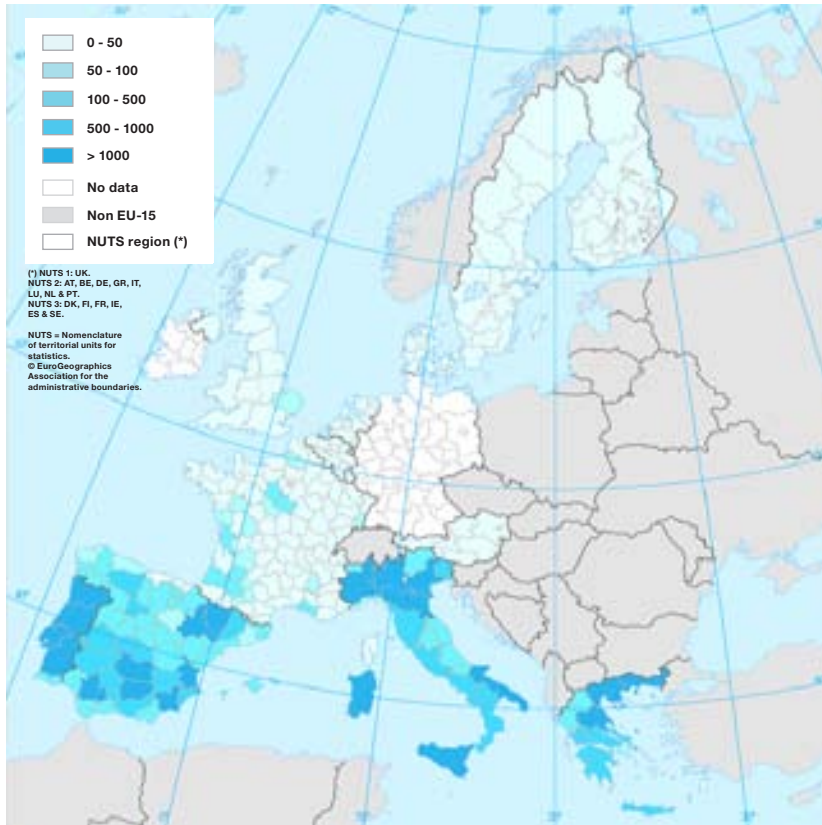 0 - 50
50 - 100
100 - 500
500 - 1000
> 1000
No data
Non EU-15
NUTS region (*)
(*) NUTS 1: UK.
NUTS 2: AT, BE, DE, GR, IT,
LU, NL & PT.
NUTS 3: DK, FI, FR, IE,
ES & SE.
NUTS = Nomenclature
of territorial units for
statistics.
© EuroGeographics
Association for the
administrative boundaries.